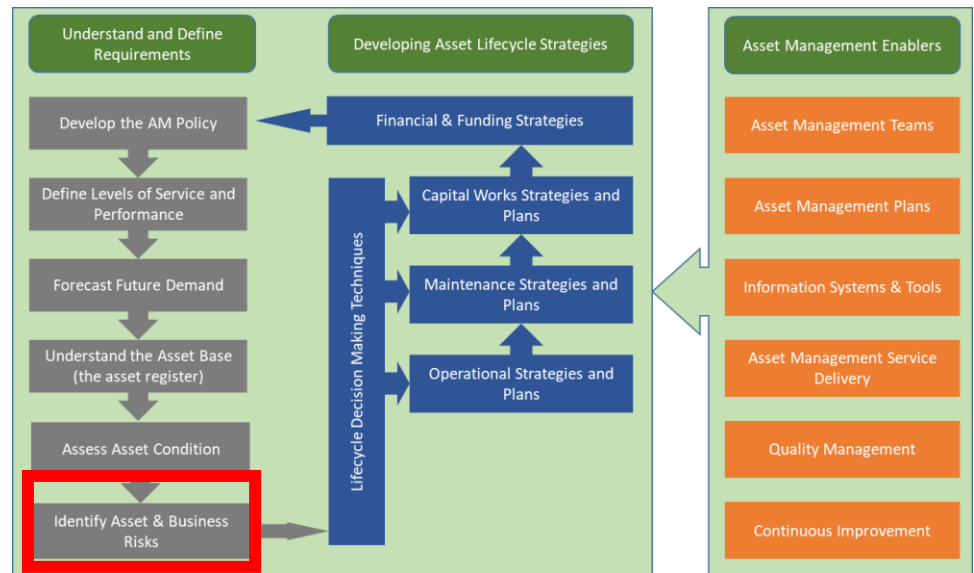 Understand and Define
Requirements
Develop the AM Policy
Define Levels of Service and
Performance
Forecast Future Demand
Understand the Asset Base
(the asset register)
Assess Asset Condition
Identify Asset & Business
Risks
Developing Asset Lifecycle Strategies
Financial & Funding Strategies
Lifecycle Decision Making Techniques
Capital Works Strategies and
Plans
Maintenance Strategies and
Plans
Operational Strategies and
Plans
Asset Management Enablers
Asset Management Teams
Asset Management Plans
Information Systems & Tools
Asset Management Service
Delivery
Quality Management
Continuous Improvement